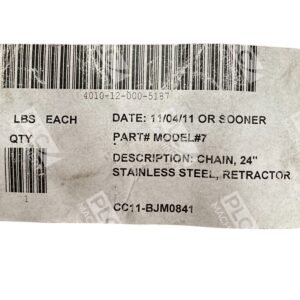 4010-12-000-5187
LBS EACH DATE: 11/04/11 OR SOONER
QTY PART# MODEL#7
DESCRIPTION: CHAIN, 24"
STAINLESS STEEL, RETRACTOR
1 CC11-BJM0841